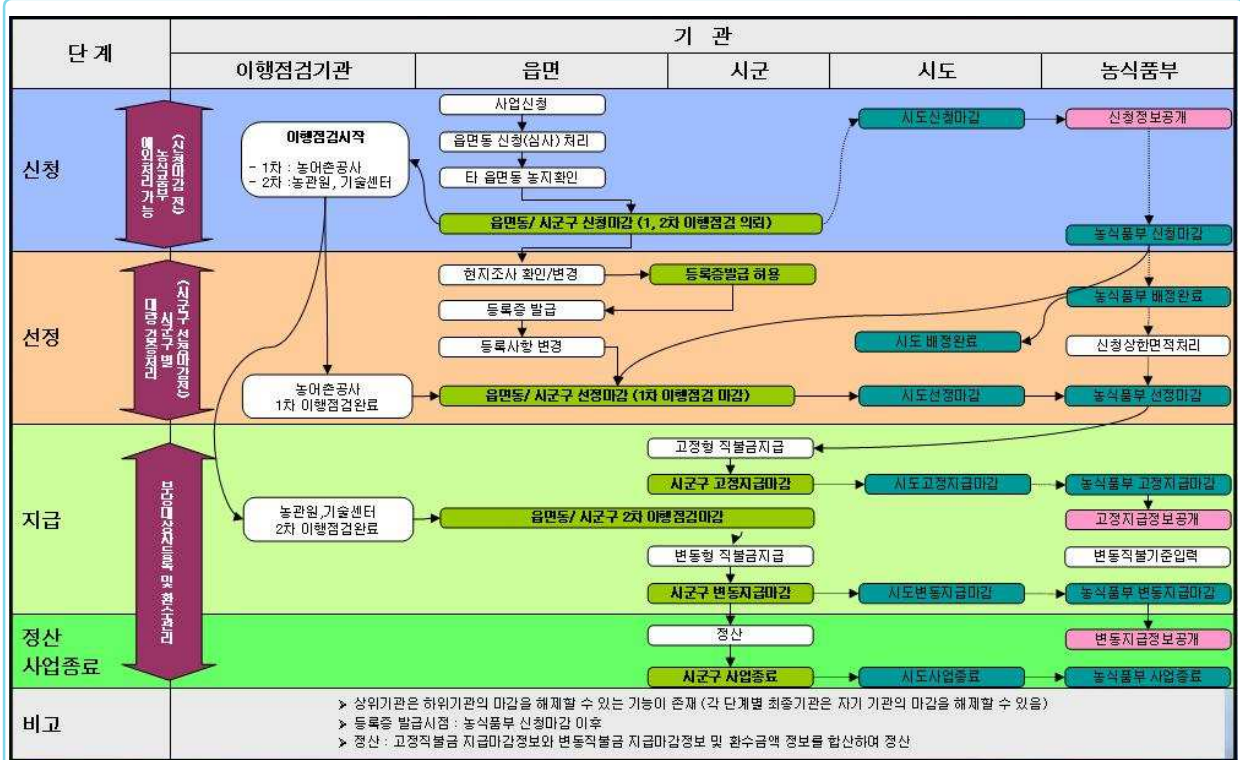 단 계
기 관
이행점검기관
읍면
시군
시도
농식품부
신청
(신청마감 전)
농식품부
예외처리 가능
이행점검시작
- 1차 : 농어촌공사
- 2차 :농관원, 기술센터
사업신청
읍면동 신청(심사) 처리
타 읍면동 농지확인
읍면동/ 시군구 신청마감 (1, 2차 이행점검 의뢰)
시도신청마감
신청정보공개
농식품부 신청마감
선정
(시군구 선정마감전)
시군구 별
대량 검증처리
현지조사 확인/변경
등록증발급 허용
농식품부 배정완료
등록증 발급
등록사항 변경
시도 배정완료
신청상한면적처리
농어촌공사
1차 이행점검완료
읍면동/ 시군구 선정마감 (1차 이행점검 마감)
시도선정마감
농식품부 선정마감
지급
부당대상자등록 및 환수관리
고정형 직불금지급
시군구 고정지급마감
시도고정지급마감
농식품부 고정지급마감
농관원,기술센터
2차 이행점검완료
읍면동/ 시군구 2차 이행점검마감
고정지급정보공개
변동형 직불금지급
변동직불기준입력
시군구 변동지급마감
시도변동지급마감
농식품부 변동지급마감
정산
사업종료
정산
변동지급정보공개
시군구 사업종료
시도사업종료
농식품부 사업종료
비고
➢ 상위기관은 하위기관의 마감을 해제할 수 있는 기능이 존재 (각 단계별 최종기관은 자기 기관의 마감을 해제할 수 있음)
➢ 등록증 발급시점 : 농식품부 신청마감 이후
➢ 정산 : 고정직불금 지급마감정보와 변동직불금 지급마감정보 및 환수금액 정보를 합산하여 정산